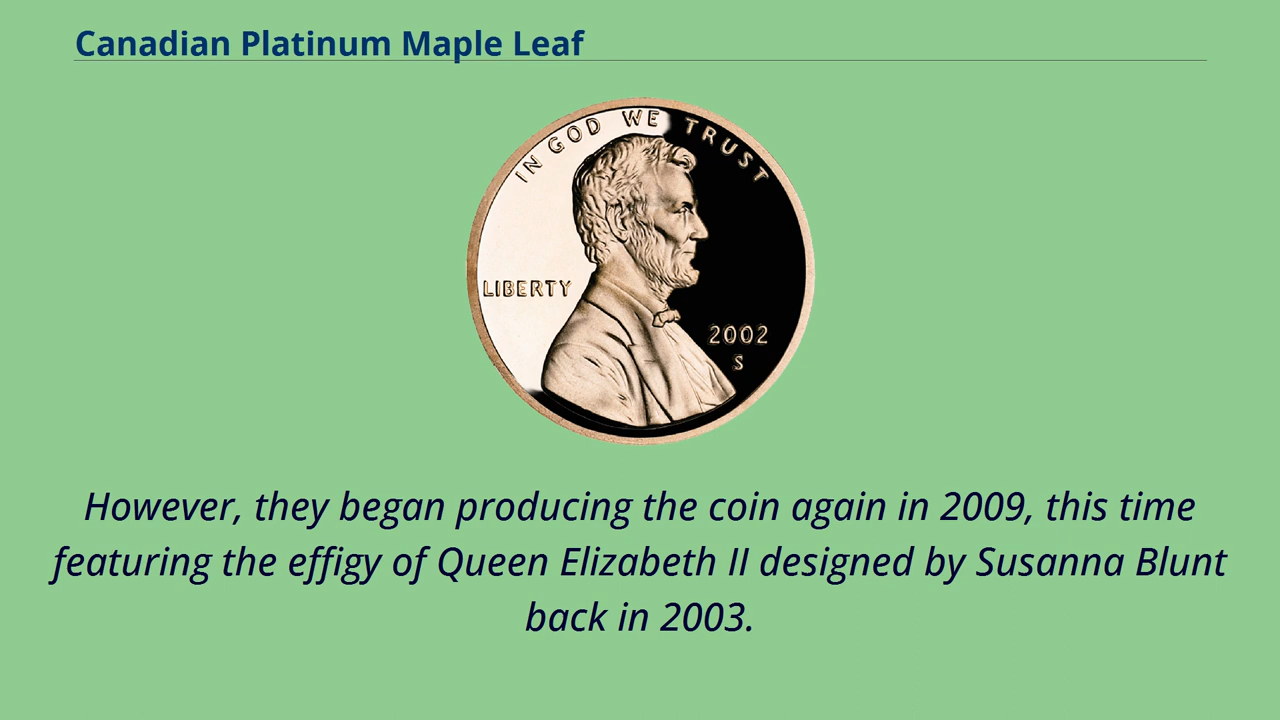 Canadian Platinum Maple Leaf
IN GOD WE TRUST
LIBERTY
2002
S
However, they began producing the coin again in 2009, this time
featuring the effigy of Queen Elizabeth II designed by Susanna Blunt
back in 2003.